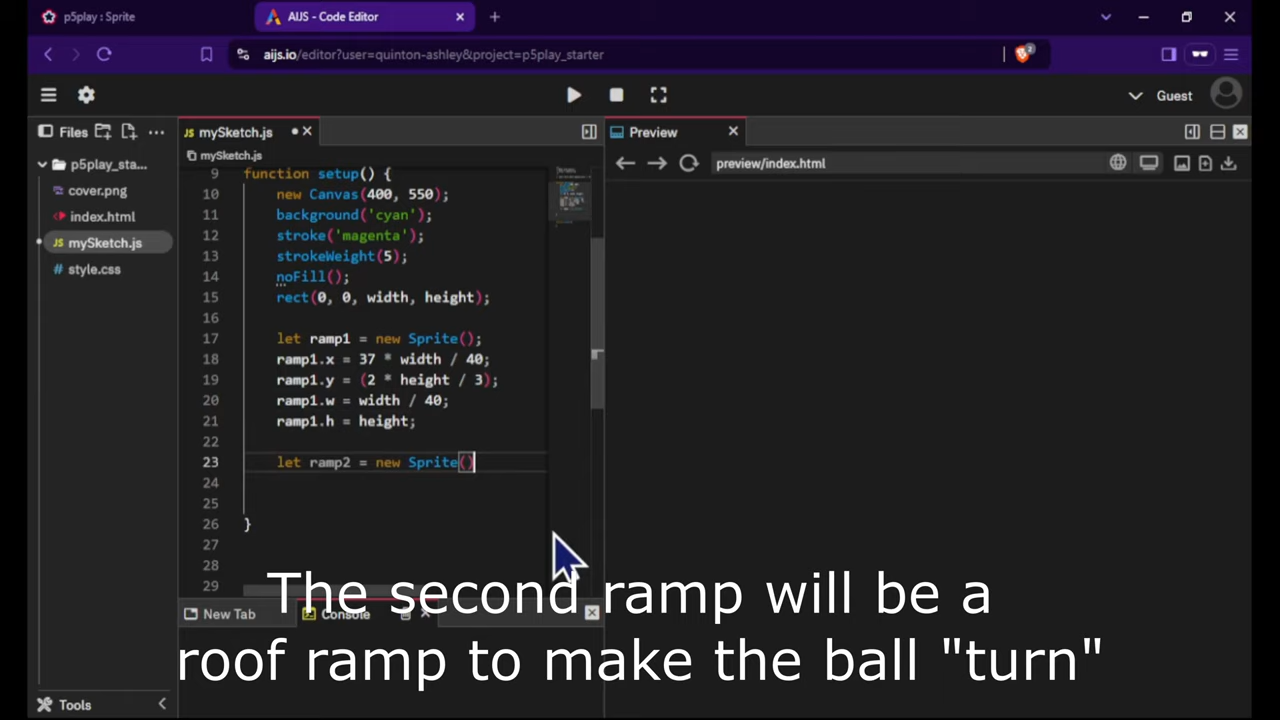 p5play : Sprite
AIJS - Code Editor
aijs.io/editor?user=quinton-ashley&project=p5play_starter
2
Guest
Files
mySketch.js
Preview
mySketch.js
preview/index.html
p5play_sta...
cover.png
index.html
JS mySketch.js
style.css
9 function setup() {
10 new Canvas(400, 550);
11 background('cyan');
12 stroke('magenta');
13 strokeWeight(5);
14 noFill();
15 rect(0, 0, width, height);
16
17 let ramp1 = new Sprite();
18 ramp1.x = 37 * width / 40;
19 ramp1.y = (2 * height / 3);
20 ramp1.w = width / 40;
21 ramp1.h = height;
22
23 let ramp2 = new Sprite()
24
25
26 }
27
28
29
New Tab
Console
The second ramp will be a
roof ramp to make the ball "turn"
Tools